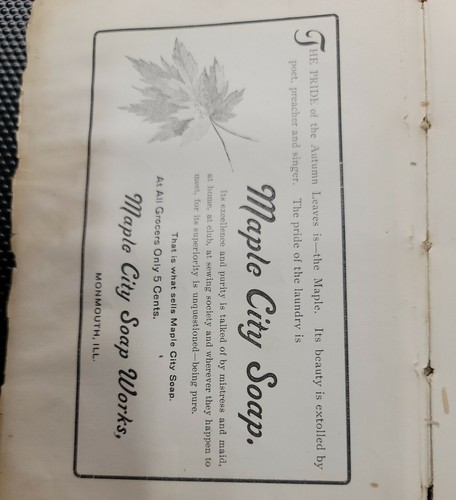 THE PRIDE of the Autumn Leaves is—the Maple. Its beauty is extolled by
poet, preacher and singer. The pride of the laundry is
Maple City Soap.
Its excellence and purity is talked of by mistress and maid,
at home, at club, at sewing society and wherever they happen to
meet, for its superiority is unquestioned—being pure.
That is what sells Maple City Soap.
At All Grocers Only 5 Cents.
Maple City Soap Works,
MONMOUTH, ILL.